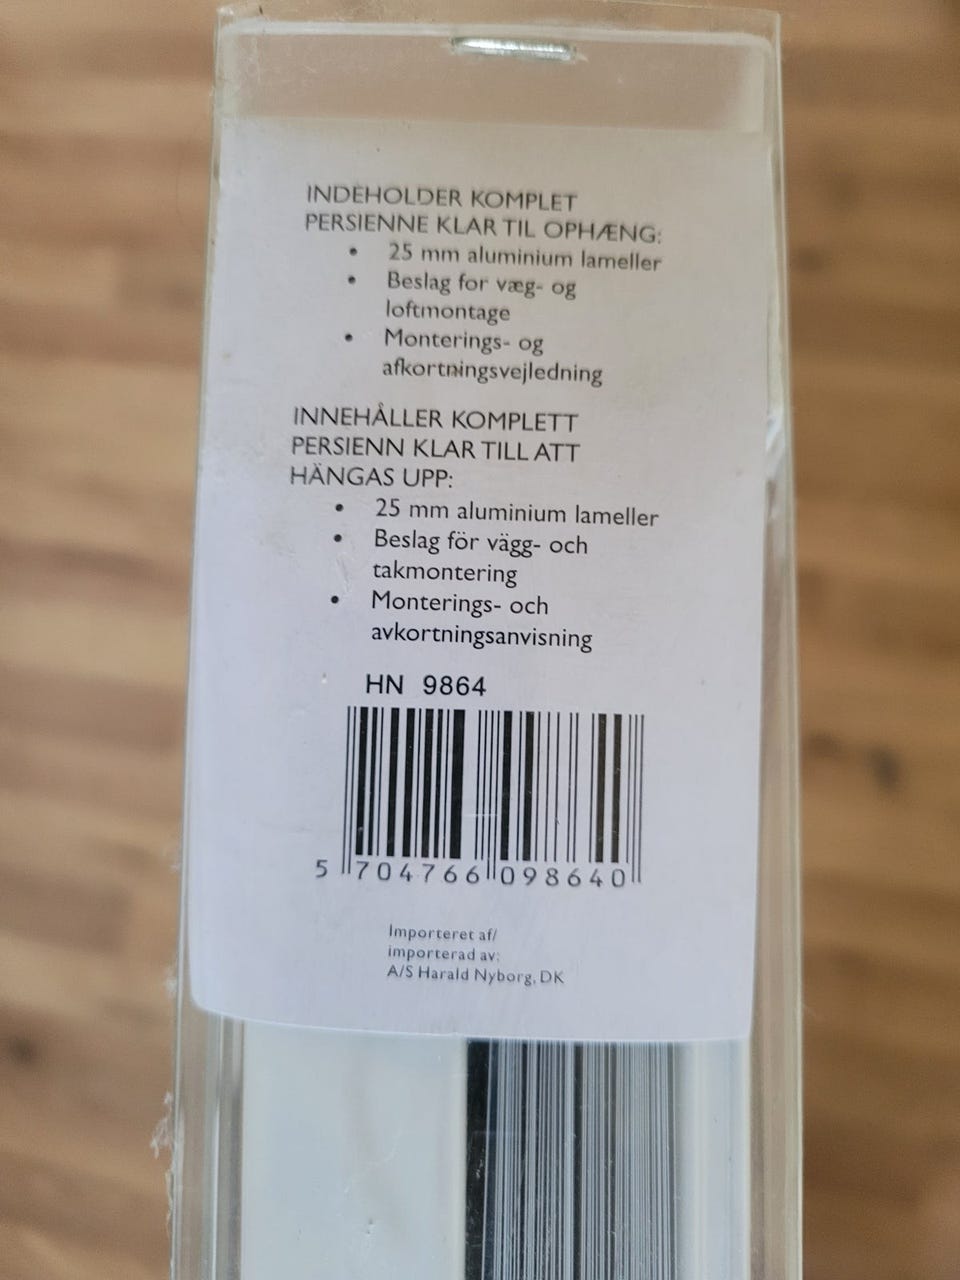 INDEHOLDER KOMPLET
PERSIENNE KLAR TIL OPHÆNG:
• 25 mm aluminium lameller
• Beslag for væg- og
loftmontage
• Monterings- og
afkortningsvejledning
INNEHÅLLER KOMPLETT
PERSIENN KLAR TILL ATT
HÄNGAS UPP:
• 25 mm aluminium lameller
• Beslag för vägg- och
takmontering
• Monterings- och
avkortningsanvisning
HN 9864
5 704766 098640
Importeret af/
importerad av:
A/S Harald Nyborg, DK